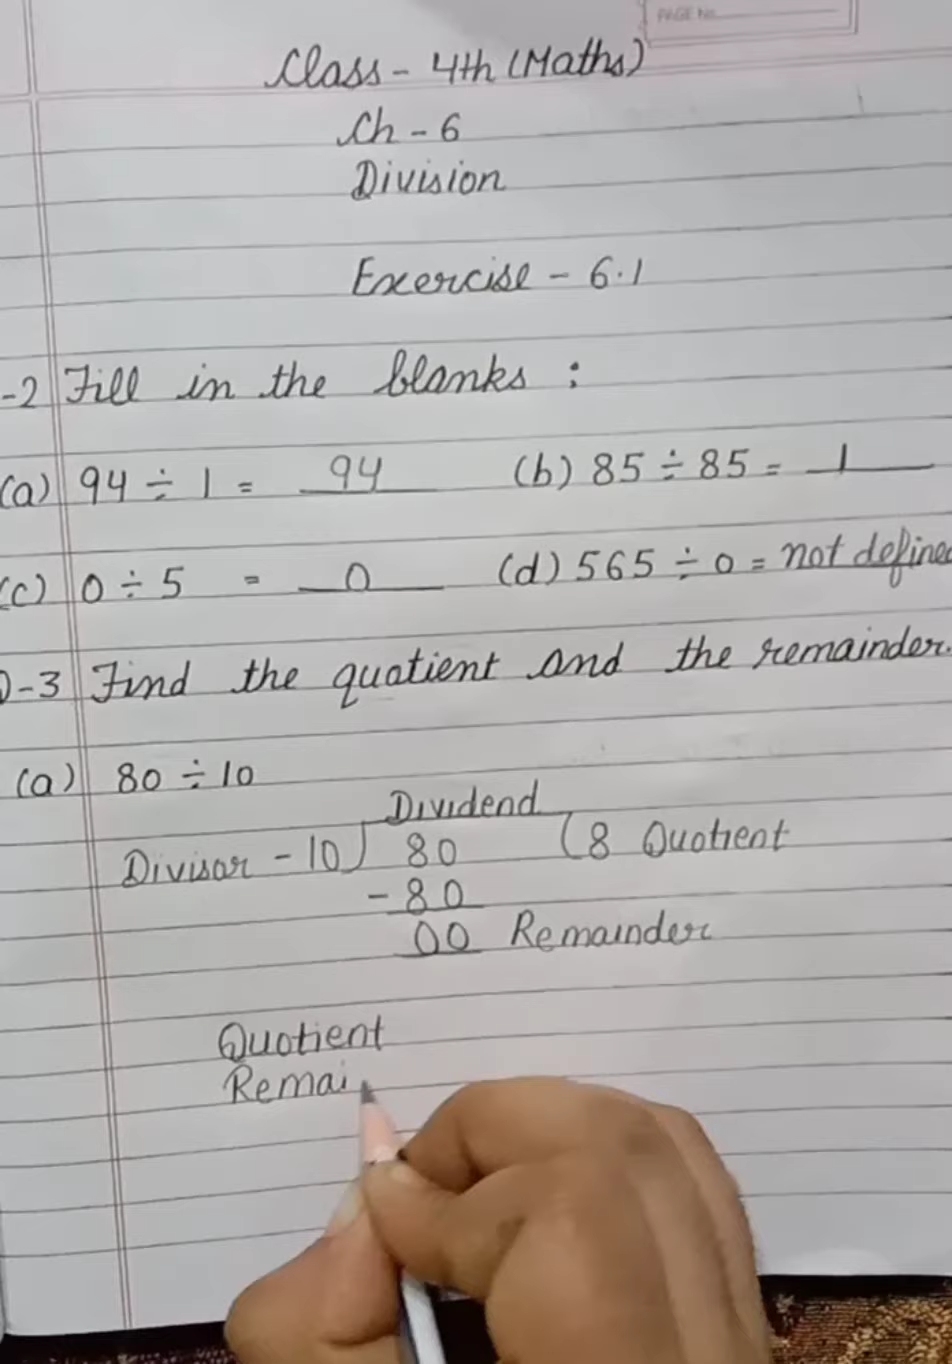 PAGE No.
Class - 4th (Maths)
Ch - 6
Division
Exercise - 6.1
-2 Fill in the blanks :
(a) 94 ÷ 1 = 94 (b) 85 ÷ 85 = 1
(c) 0 ÷ 5 = 0 (d) 565 ÷ 0 = not define
Q-3 Find the quotient and the remainder.
(a) 80 ÷ 10
Dividend
Divisor - 10) 80 (8 Quotient
- 80
00 Remainder
Quotient
Remai